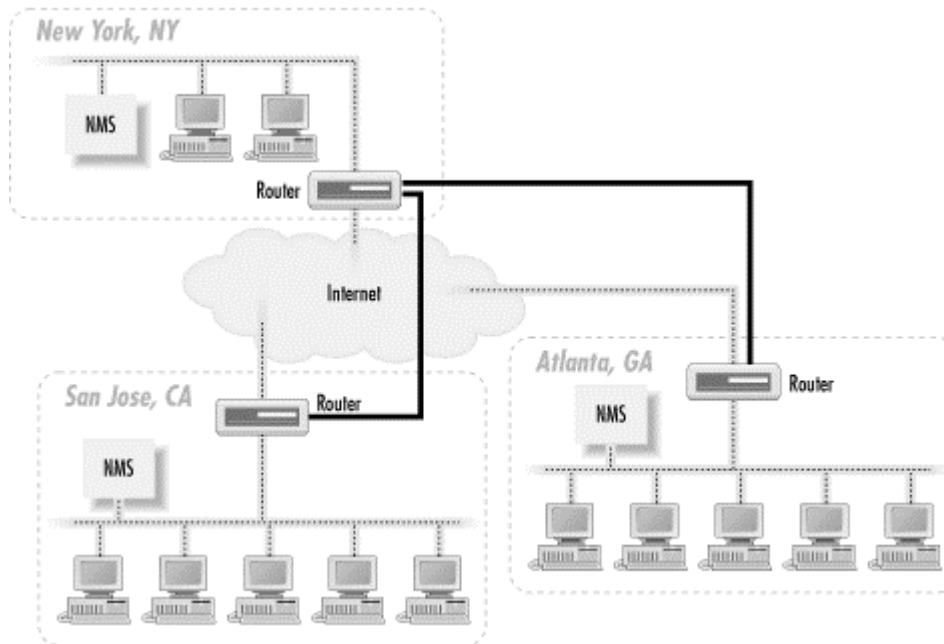 New York, NY
NMS
Router
Internet
San Jose, CA
Router
NMS
Atlanta, GA
Router
NMS